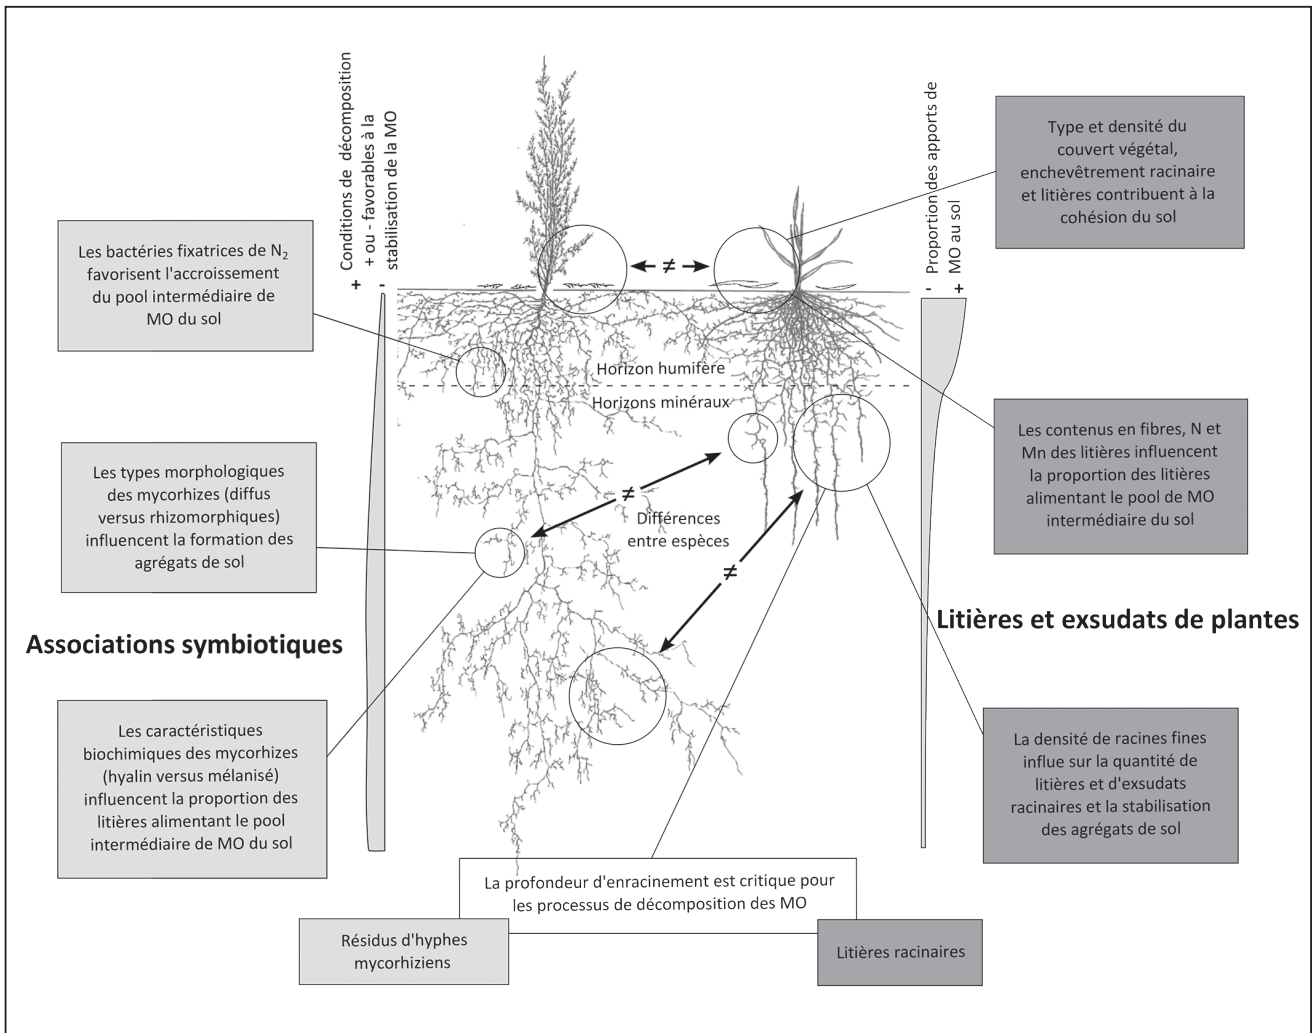 Conditions de décomposition
+ ou - favorables à la
stabilisation de la MO
+ -
Proportion des apports de
MO au sol
- +
Type et densité du
couvert végétal,
enchevêtrement racinaire
et litières contribuent à la
cohésion du sol
Les bactéries fixatrices de N₂
favorisent l'accroissement
du pool intermédiaire de
MO du sol
≠
Horizon humifère
Horizons minéraux
Les contenus en fibres, N et
Mn des litières influencent
la proportion des litières
alimentant le pool de MO
intermédiaire du sol
Les types morphologiques
des mycorhizes (diffus
versus rhizomorphiques)
influencent la formation des
agrégats de sol
≠
Différences
entre espèces
≠
Associations symbiotiques
Litières et exsudats de plantes
Les caractéristiques
biochimiques des mycorhizes
(hyalin versus mélanisé)
influencent la proportion des
litières alimentant le pool
intermédiaire de MO du sol
La densité de racines fines
influe sur la quantité de
litières et d'exsudats
racinaires et la stabilisation
des agrégats de sol
La profondeur d'enracinement est critique pour
les processus de décomposition des MO
Résidus d'hyphes
mycorhiziens
Litières racinaires